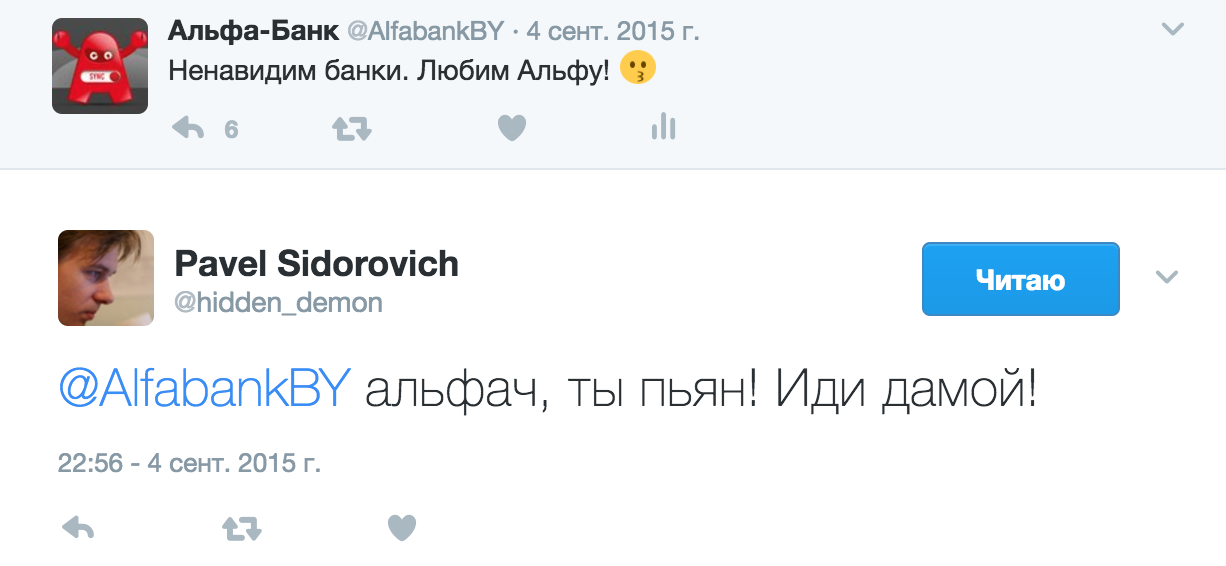 Альфа-Банк @AlfabankBY · 4 сент. 2015 г.
Ненавидим банки. Любим Альфу! 😗
SYNC
6
Pavel Sidorovich
@hidden_demon
Читаю
@AlfabankBY альфач, ты пьян! Иди дамой!
22:56 - 4 сент. 2015 г.